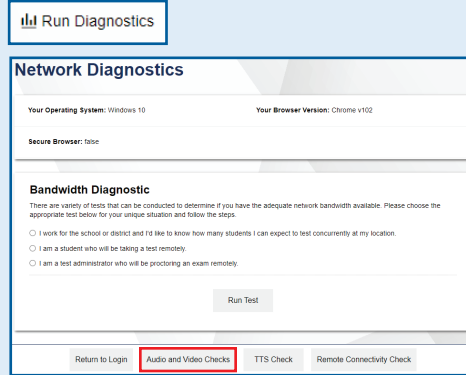 Run Diagnostics
Network Diagnostics
Your Operating System: Windows 10
Your Browser Version: Chrome v102
Secure Browser: false
Bandwidth Diagnostic
There are variety of tests that can be conducted to determine if you have the adequate network bandwidth available. Please choose the
appropriate test below for your unique situation and follow the steps.
I work for the school or district and I'd like to know how many students I can expect to test concurrently at my location.
I am a student who will be taking a test remotely.
I am a test administrator who will be proctoring an exam remotely.
Run Test
Return to Login
Audio and Video Checks
TTS Check
Remote Connectivity Check